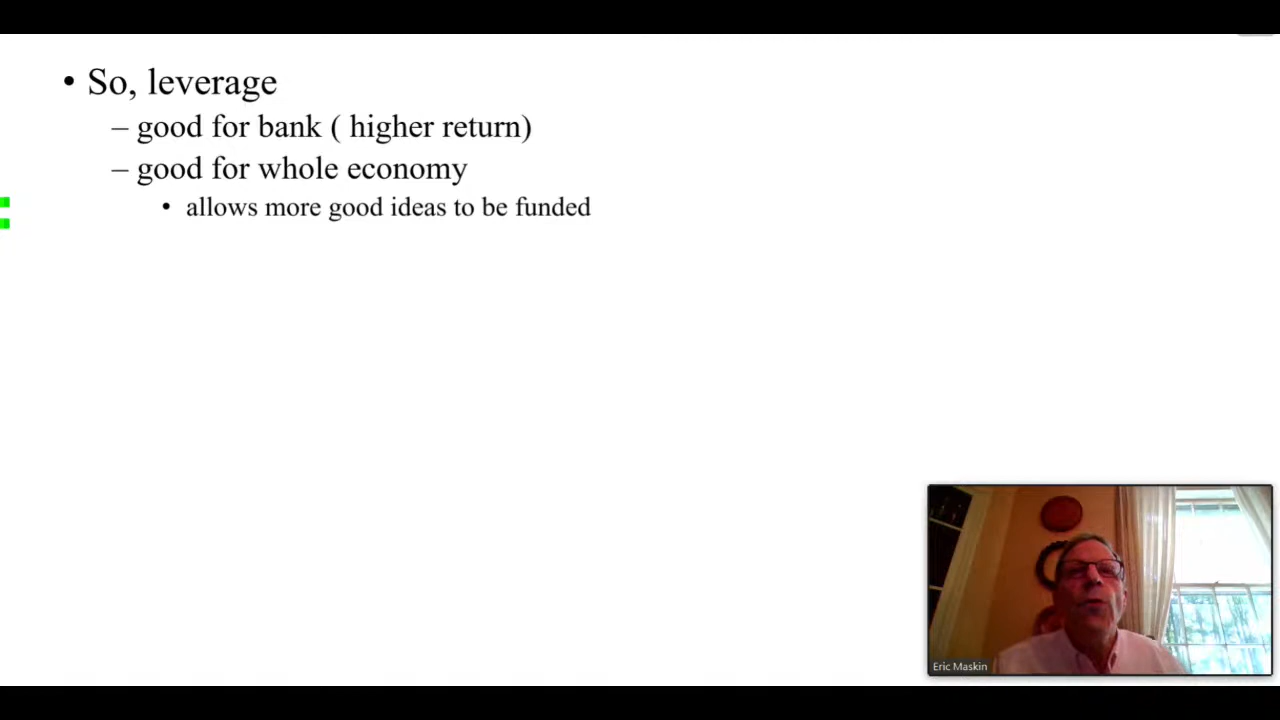 • So, leverage
– good for bank ( higher return)
– good for whole economy
• allows more good ideas to be funded
Eric Maskin